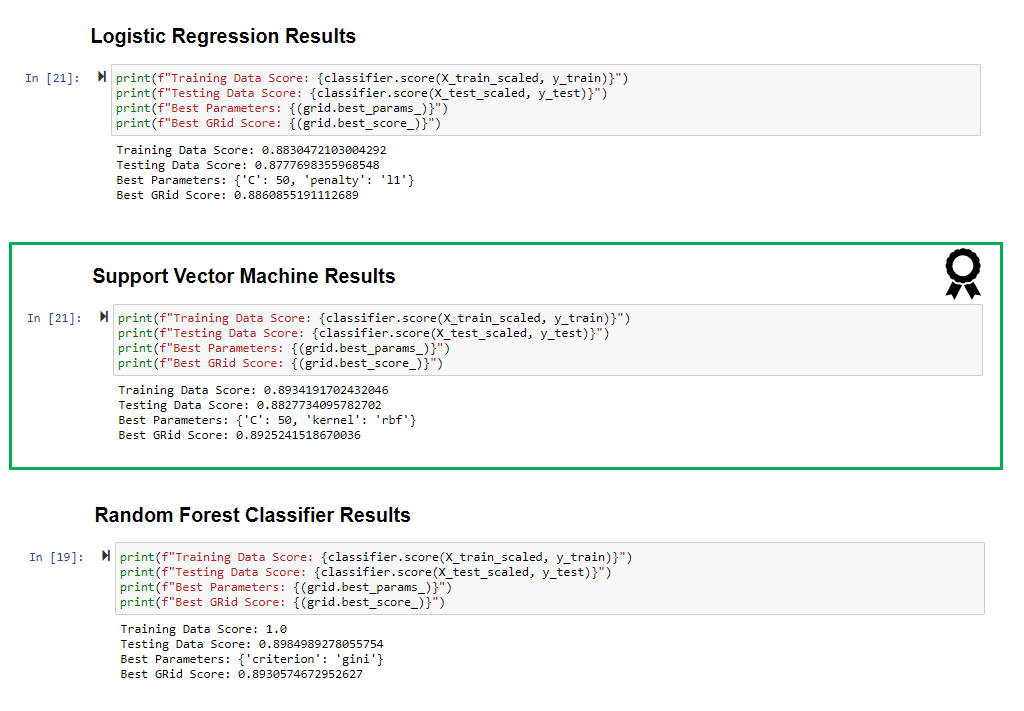 Logistic Regression Results
In [21]:
print(f"Training Data Score: {classifier.score(X_train_scaled, y_train)}")
print(f"Testing Data Score: {classifier.score(X_test_scaled, y_test)}")
print(f"Best Parameters: {(grid.best_params_)}")
print(f"Best GRid Score: {(grid.best_score_)}")
Training Data Score: 0.8830472103004292
Testing Data Score: 0.8777698355968548
Best Parameters: {'C': 50, 'penalty': 'l1'}
Best GRid Score: 0.8860855191112689
Support Vector Machine Results
In [21]:
print(f"Training Data Score: {classifier.score(X_train_scaled, y_train)}")
print(f"Testing Data Score: {classifier.score(X_test_scaled, y_test)}")
print(f"Best Parameters: {(grid.best_params_)}")
print(f"Best GRid Score: {(grid.best_score_)}")
Training Data Score: 0.8934191702432046
Testing Data Score: 0.8827734095782702
Best Parameters: {'C': 50, 'kernel': 'rbf'}
Best GRid Score: 0.8925241518670036
Random Forest Classifier Results
In [19]:
print(f"Training Data Score: {classifier.score(X_train_scaled, y_train)}")
print(f"Testing Data Score: {classifier.score(X_test_scaled, y_test)}")
print(f"Best Parameters: {(grid.best_params_)}")
print(f"Best GRid Score: {(grid.best_score_)}")
Training Data Score: 1.0
Testing Data Score: 0.8984989278055754
Best Parameters: {'criterion': 'gini'}
Best GRid Score: 0.8930574672952627